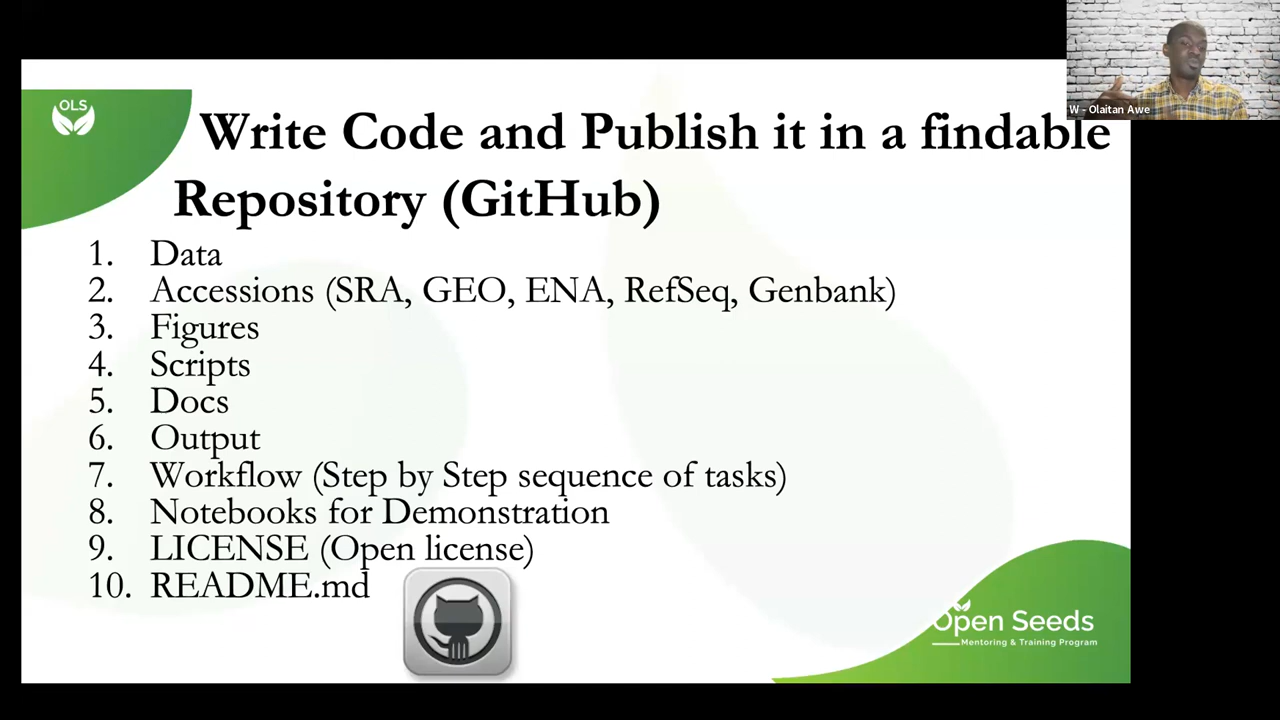 W - Olaitan Awe
OLS
Write Code and Publish it in a findable
Repository (GitHub)
1. Data
2. Accessions (SRA, GEO, ENA, RefSeq, Genbank)
3. Figures
4. Scripts
5. Docs
6. Output
7. Workflow (Step by Step sequence of tasks)
8. Notebooks for Demonstration
9. LICENSE (Open license)
10. README.md
Open Seeds
Mentoring & Training Program